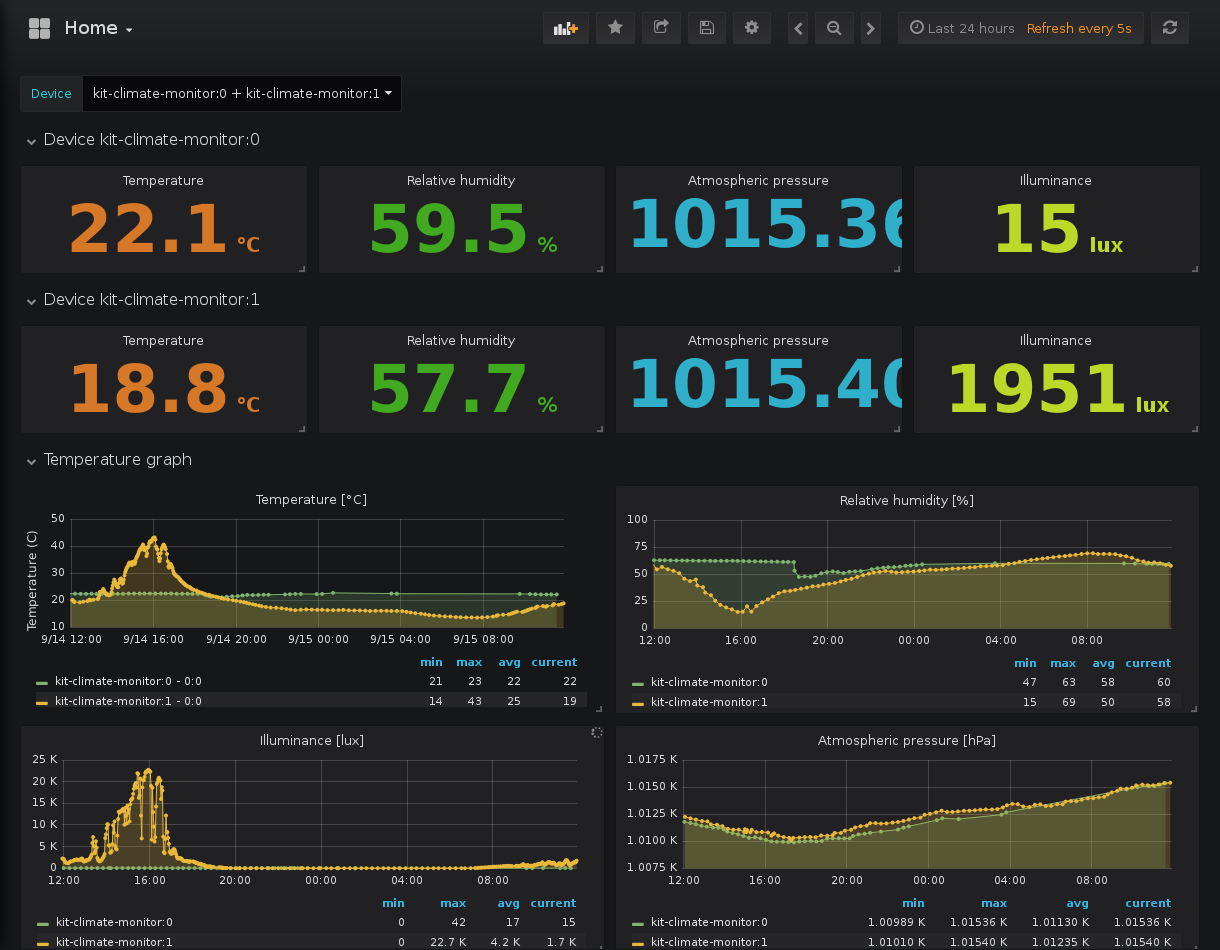 Home
Last 24 hours Refresh every 5s
Device kit-climate-monitor:0 + kit-climate-monitor:1
Device kit-climate-monitor:0
Temperature Relative humidity Atmospheric pressure Illuminance
22.1 °C 59.5 % 1015.36 15 lux
Device kit-climate-monitor:1
Temperature Relative humidity Atmospheric pressure Illuminance
18.8 °C 57.7 % 1015.40 1951 lux
Temperature graph
Temperature [°C]
Temperature (C)
50
40
30
20
10
9/14 12:00 9/14 16:00 9/14 20:00 9/15 00:00 9/15 04:00 9/15 08:00
min max avg current
kit-climate-monitor:0 - 0:0 21 23 22 22
kit-climate-monitor:1 - 0:0 14 43 25 19
Relative humidity [%]
100
75
50
25
0
12:00 16:00 20:00 00:00 04:00 08:00
min max avg current
kit-climate-monitor:0 47 63 58 60
kit-climate-monitor:1 15 69 50 58
Illuminance [lux]
25 K
20 K
15 K
10 K
5 K
0
12:00 16:00 20:00 00:00 04:00 08:00
min max avg current
kit-climate-monitor:0 0 42 17 15
kit-climate-monitor:1 0 22.7 K 4.2 K 1.7 K
Atmospheric pressure [hPa]
1.0175 K
1.0150 K
1.0125 K
1.0100 K
1.0075 K
12:00 16:00 20:00 00:00 04:00 08:00
min max avg current
kit-climate-monitor:0 1.00989 K 1.01536 K 1.01130 K 1.01536 K
kit-climate-monitor:1 1.01010 K 1.01540 K 1.01235 K 1.01540 K